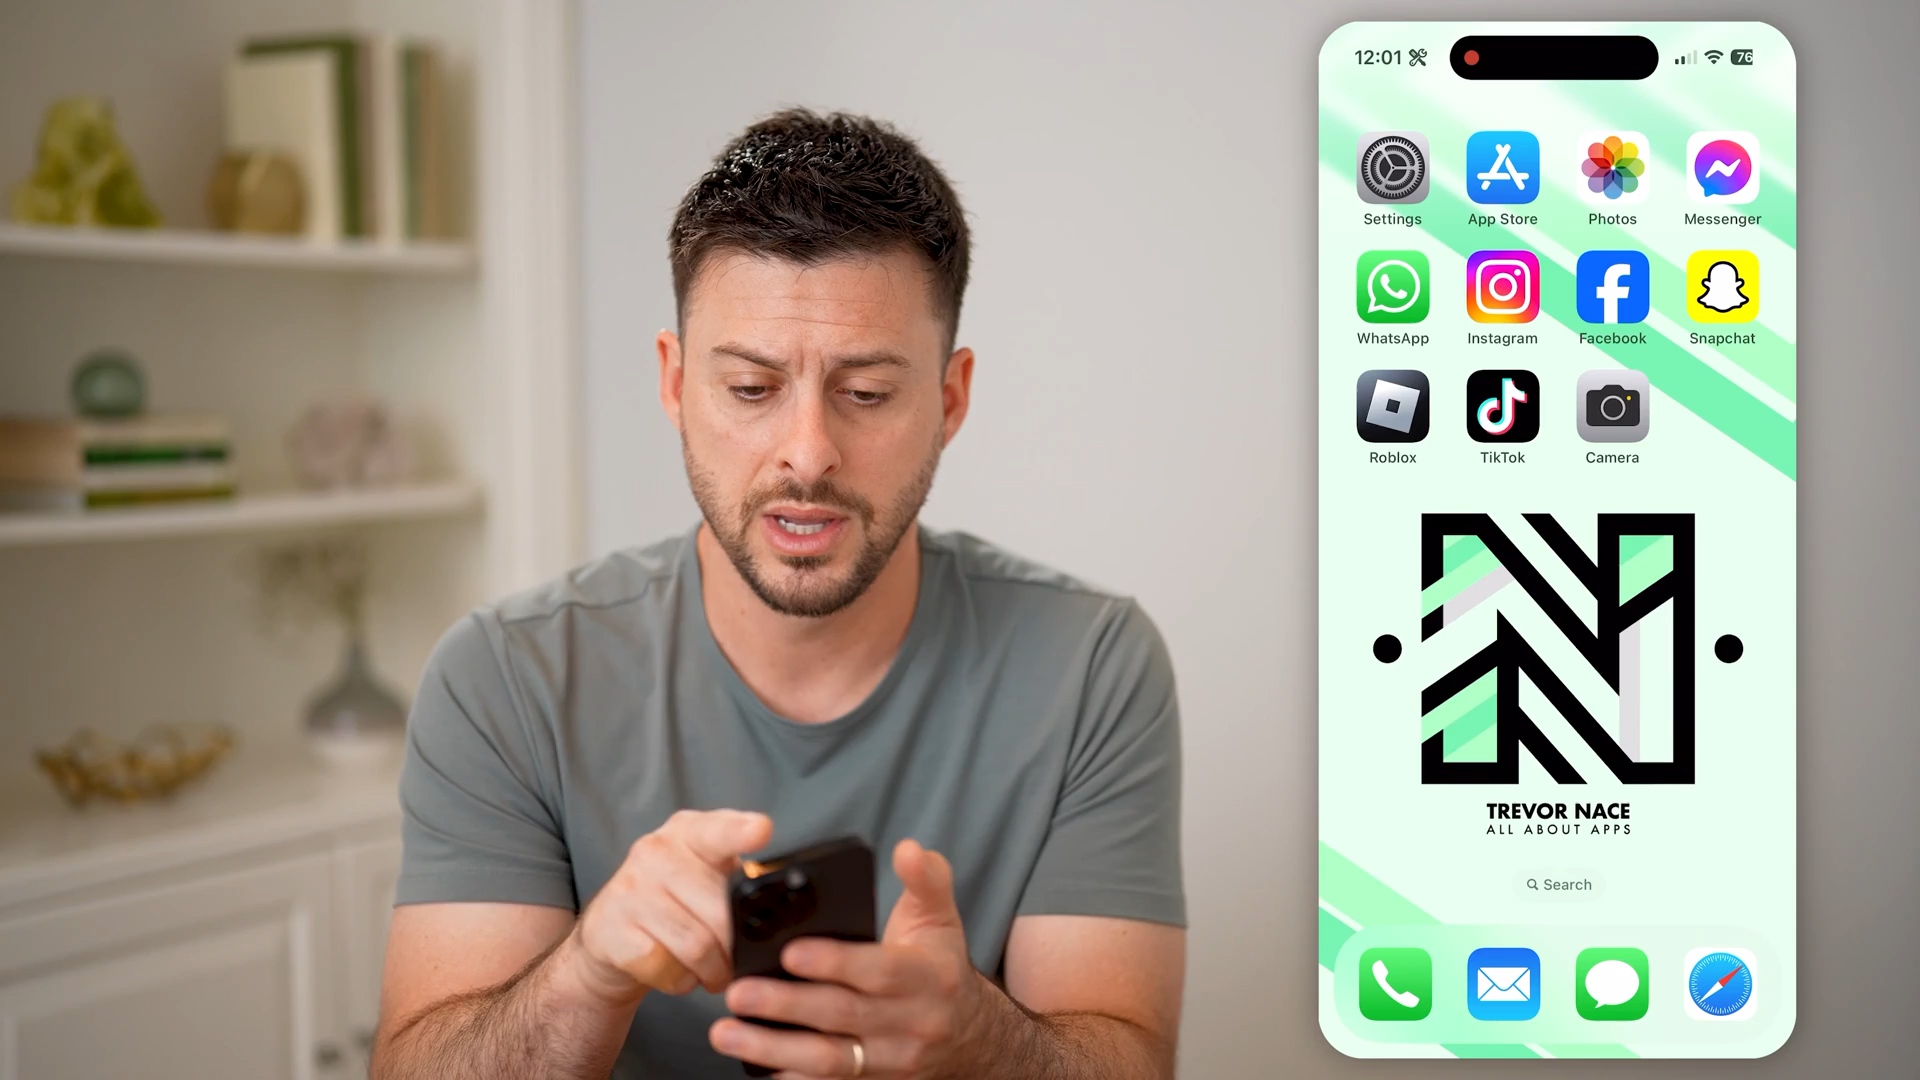 12:01
76
Settings
App Store
Photos
Messenger
WhatsApp
Instagram
Facebook
Snapchat
Roblox
TikTok
Camera
TREVOR NACE
ALL ABOUT APPS
Search